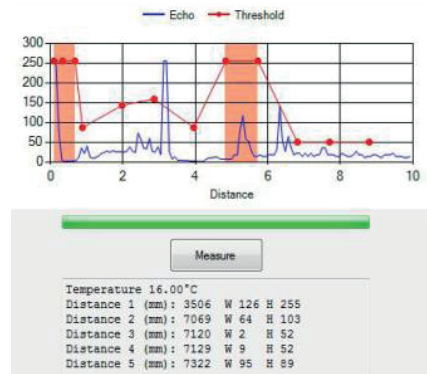 Echo Threshold
300
250
200
150
100
50
0
0 2 4 6 8 10
Distance
Measure
Temperature 16.00°C
Distance 1 (mm): 3506 W 126 H 255
Distance 2 (mm): 7069 W 64 H 103
Distance 3 (mm): 7120 W 2 H 52
Distance 4 (mm): 7129 W 9 H 52
Distance 5 (mm): 7322 W 95 H 89